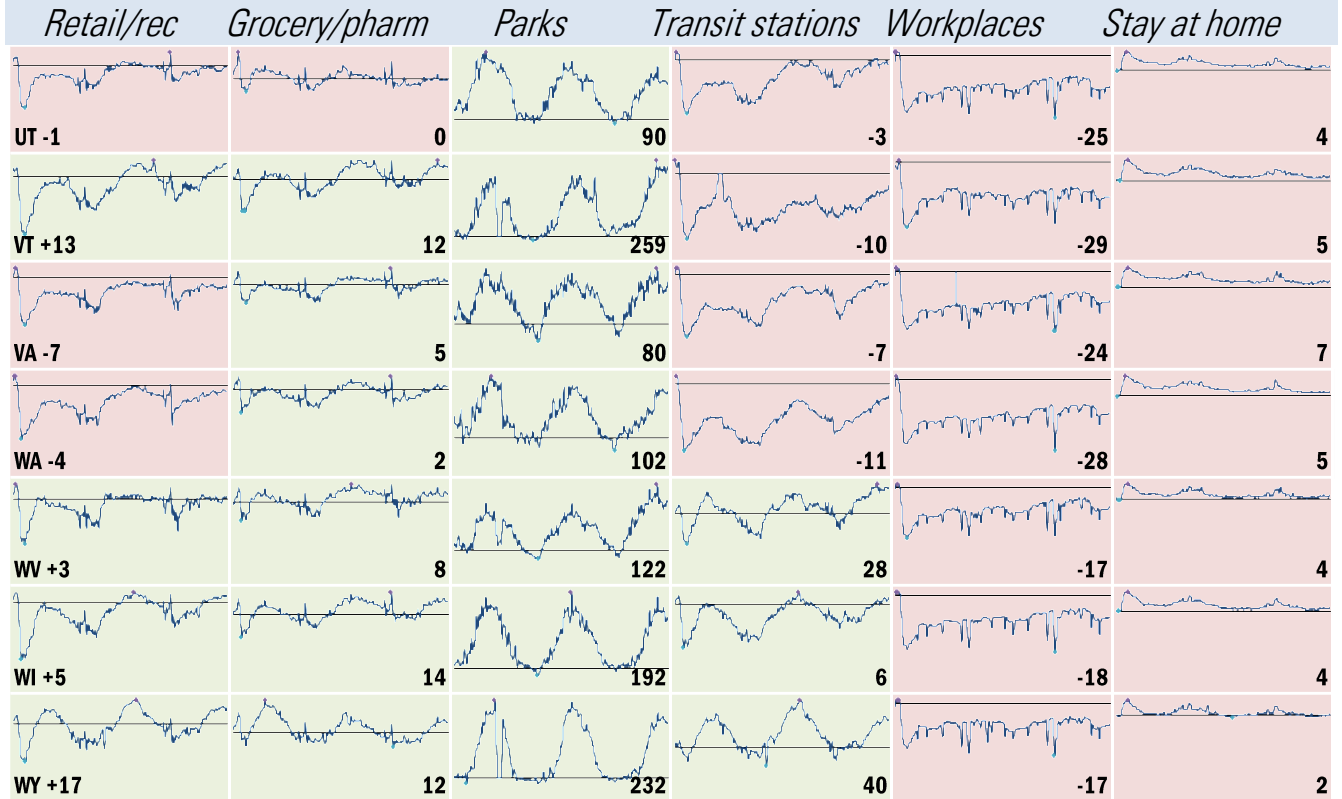 Retail/rec Grocery/pharm Parks Transit stations Workplaces Stay at home
UT -1 0 90 -3 -25 4
VT +13 12 259 -10 -29 5
VA -7 5 80 -7 -24 7
WA -4 2 102 -11 -28 5
WV +3 8 122 28 -17 4
WI +5 14 192 6 -18 4
WY +17 12 232 40 -17 2